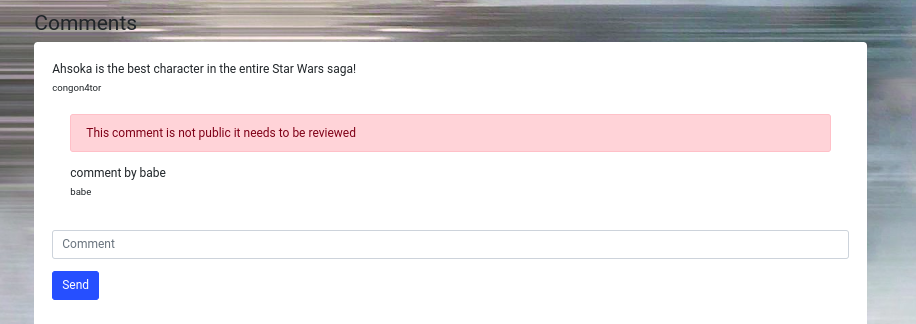 Comments
Ahsoka is the best character in the entire Star Wars saga!
congon4tor
This comment is not public it needs to be reviewed
comment by babe
babe
Comment
Send